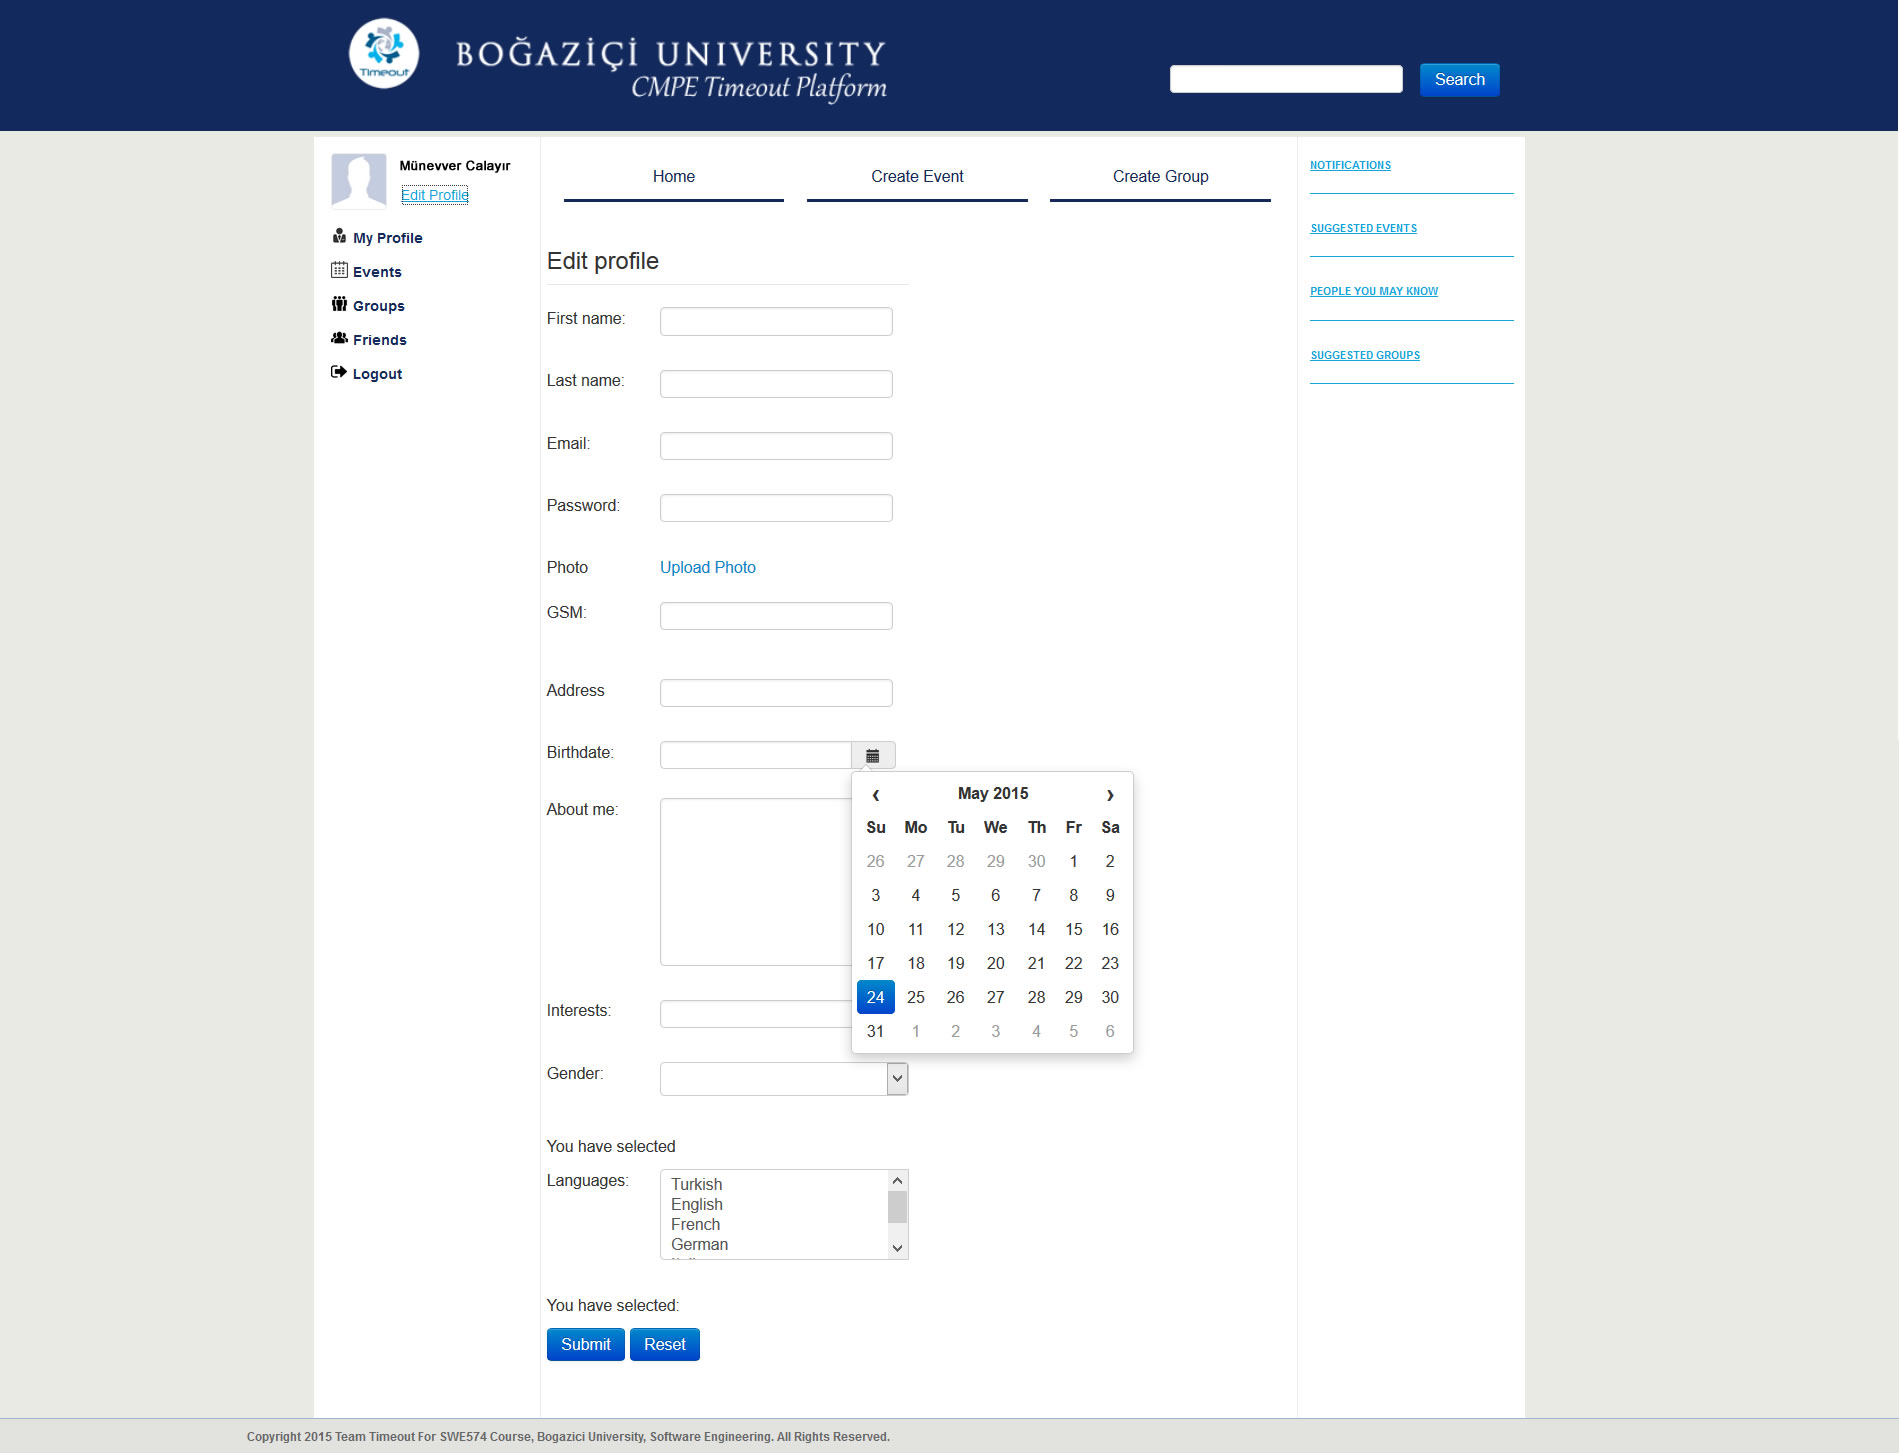 Timeout
BOĞAZİÇİ UNIVERSITY
CMPE Timeout Platform
Search
Münevver Calayır
Edit Profile
My Profile
Events
Groups
Friends
Logout
Home
Create Event
Create Group
Edit profile
First name:
Last name:
Email:
Password:
Photo
Upload Photo
GSM:
Address
Birthdate:
‹ May 2015 ›
Su Mo Tu We Th Fr Sa
26 27 28 29 30 1 2
3 4 5 6 7 8 9
10 11 12 13 14 15 16
17 18 19 20 21 22 23
24 25 26 27 28 29 30
31 1 2 3 4 5 6
About me:
Interests:
Gender:
You have selected
Languages:
Turkish
English
French
German
You have selected:
Submit Reset
NOTIFICATIONS
SUGGESTED EVENTS
PEOPLE YOU MAY KNOW
SUGGESTED GROUPS
Copyright 2015 Team Timeout For SWE574 Course, Bogazici University, Software Engineering. All Rights Reserved.